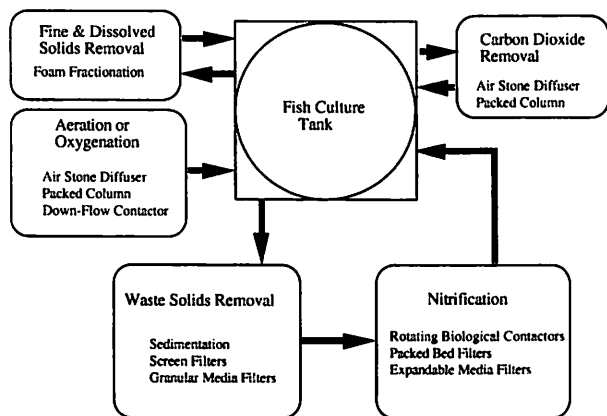 Fine & Dissolved
Solids Removal
Foam Fractionation
Fish Culture
Tank
Carbon Dioxide
Removal
Air Stone Diffuser
Packed Column
Aeration or
Oxygenation
Air Stone Diffuser
Packed Column
Down-Flow Contactor
Waste Solids Removal
Sedimentation
Screen Filters
Granular Media Filters
Nitrification
Rotating Biological Contactors
Packed Bed Filters
Expandable Media Filters